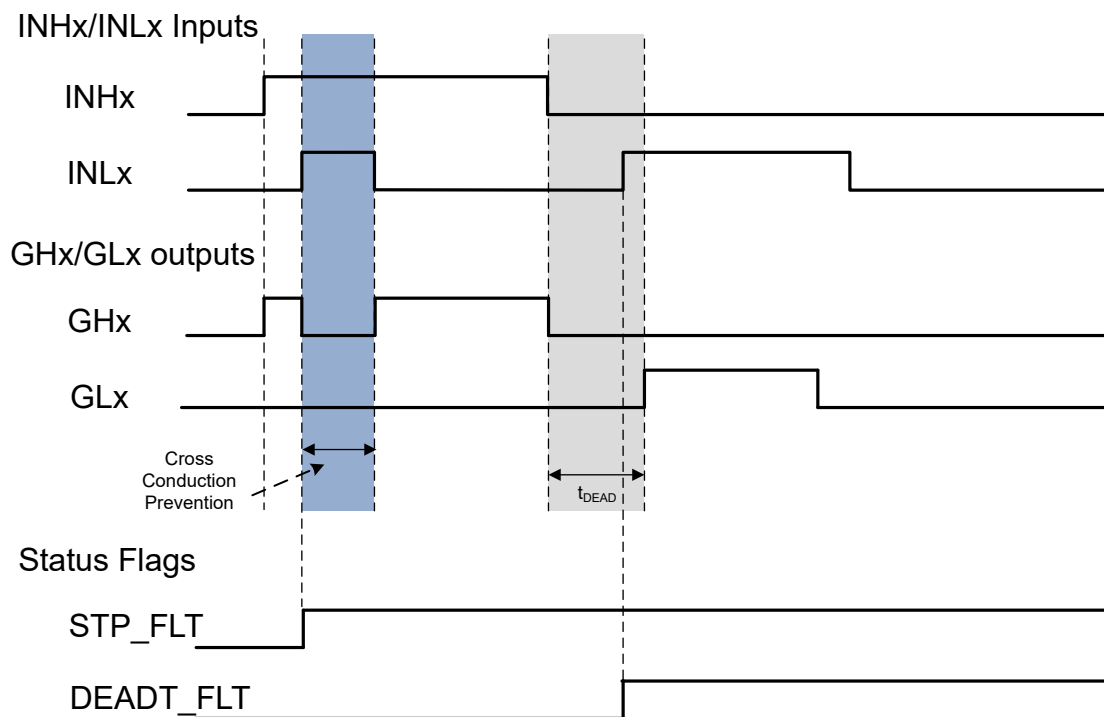 INHx/INLx Inputs
INHx
INLx
GHx/GLx outputs
GHx
GLx
Cross
Conduction
Prevention
tDEAD
Status Flags
STP_FLT
DEADT_FLT